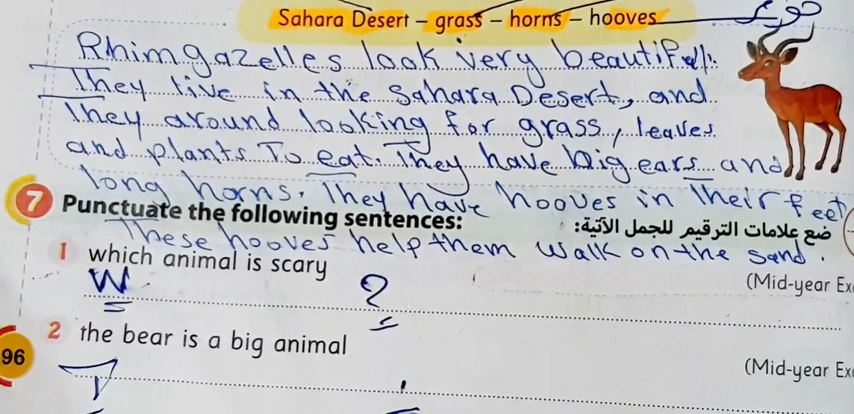 Sahara Desert – grass – horns – hooves
Rhim gazelles look very beautiful.
They live in the Sahara Desert, and
they around looking for grass, leaves
and plants To eat. They have big ears and
long horns. They have hooves in their feet
7 Punctuate the following sentences: ضع علامات الترقيم للجمل الآتية:
These hooves help them walk on the sand.
1 which animal is scary
(Mid-year Ex
W ?
2 the bear is a big animal
(Mid-year Ex
96
T .